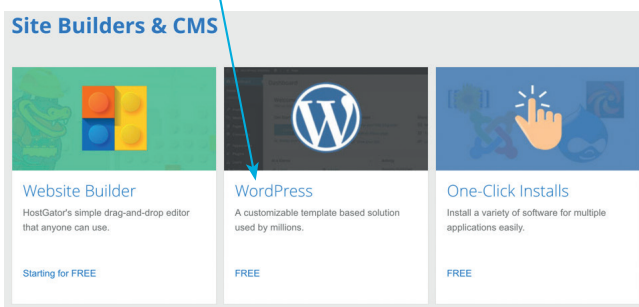 Site Builders & CMS
Website Builder
HostGator's simple drag-and-drop editor
that anyone can use.
Starting for FREE
WordPress
A customizable template based solution
used by millions.
FREE
One-Click Installs
Install a variety of software for multiple
applications easily.
FREE